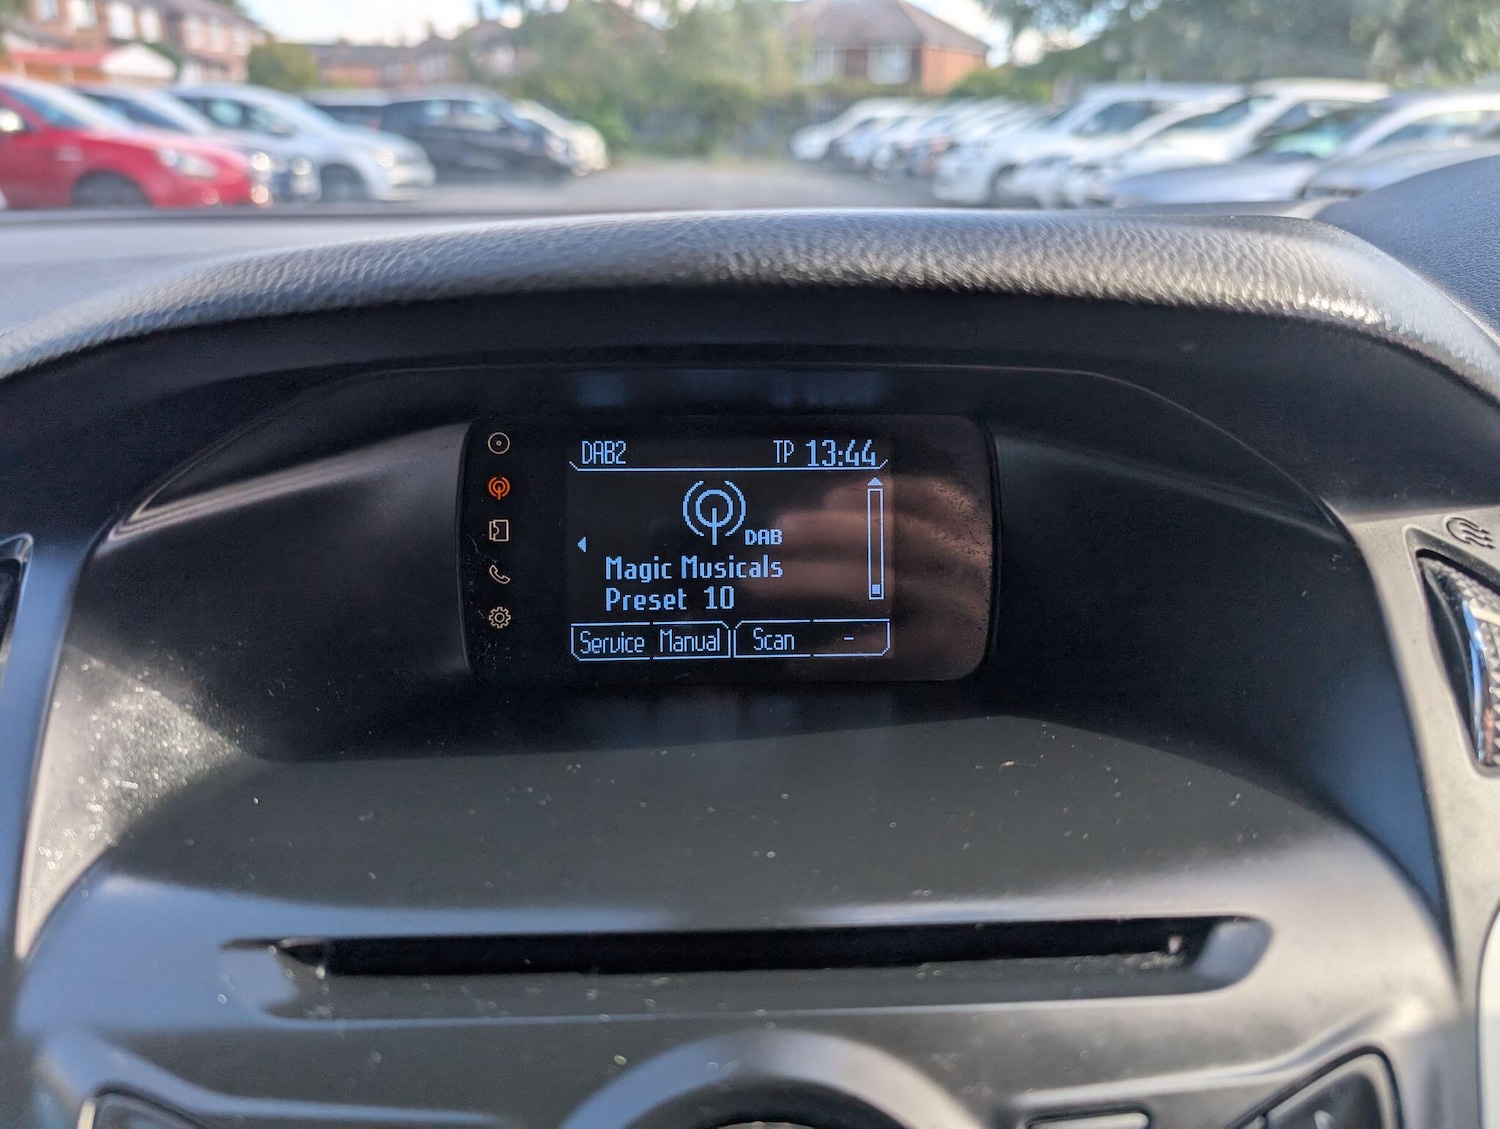 DAB2 TP 13:44
DAB
Magic Musicals
Preset 10
Service Manual Scan -